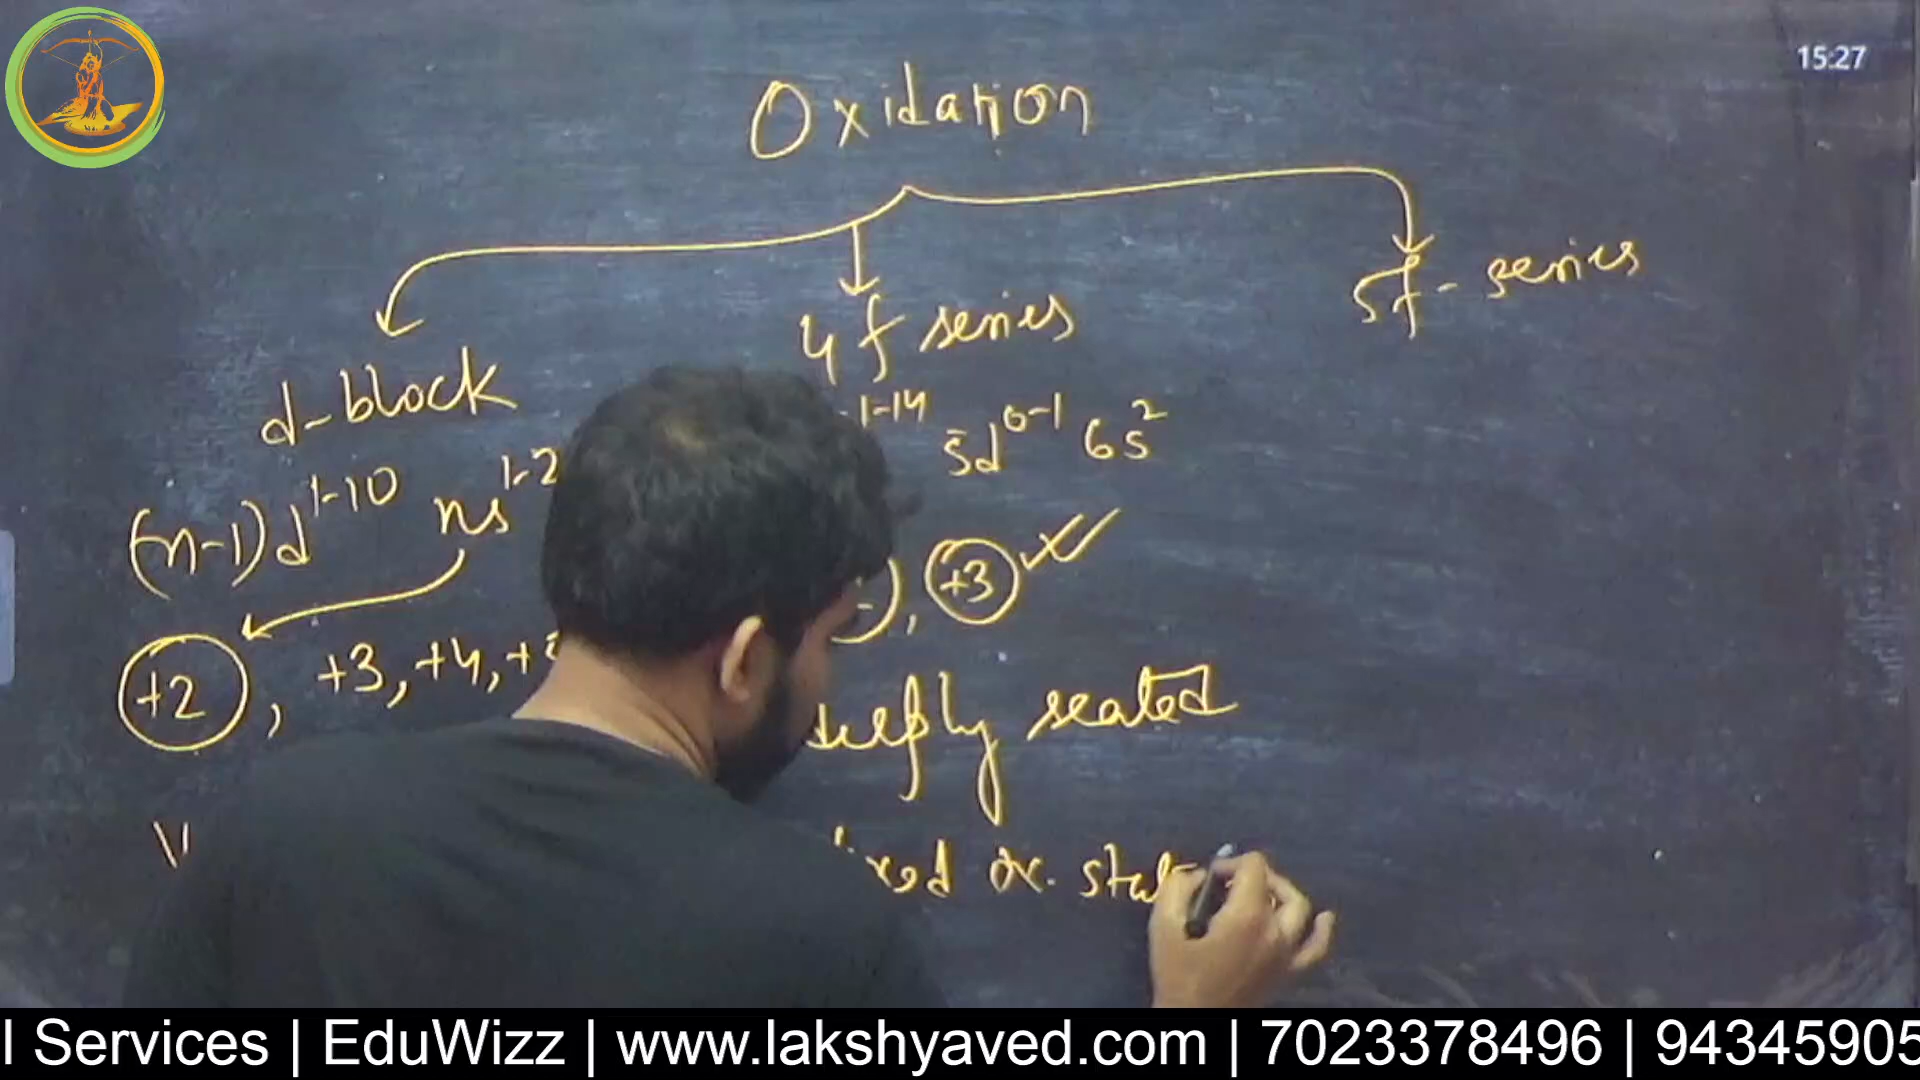 15:27
Oxidation
d-block
4f series
5f-series
(n-1)d¹⁻¹⁰ ns¹⁻²
¹⁻¹⁴ 5d⁰⁻¹ 6s²
+2, +3, +4, +
), +3
deeply seated
ox.
l Services | EduWizz | www.lakshyaved.com | 7023378496 | 94345905